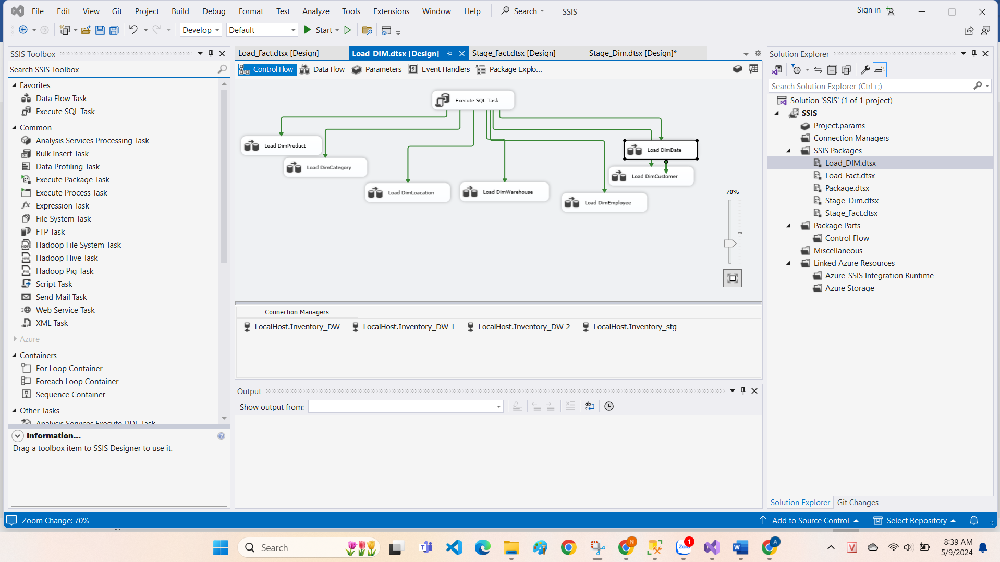 File Edit View Git Project Build Debug Format Test Analyze Tools Extensions Window Help Search SSIS Sign in
Develop Default Start
SSIS Toolbox
Search SSIS Toolbox
Favorites
Data Flow Task
Execute SQL Task
Common
Analysis Services Processing Task
Bulk Insert Task
Data Profiling Task
Execute Package Task
Execute Process Task
Expression Task
File System Task
FTP Task
Hadoop File System Task
Hadoop Hive Task
Hadoop Pig Task
Script Task
Send Mail Task
Web Service Task
XML Task
Azure
Containers
For Loop Container
Foreach Loop Container
Sequence Container
Other Tasks
Analysis Services Execute DDL Task
Information...
Drag a toolbox item to SSIS Designer to use it.
Load_Fact.dtsx [Design] Load_DIM.dtsx [Design] Stage_Fact.dtsx [Design] Stage_Dim.dtsx [Design]*
Control Flow Data Flow Parameters Event Handlers Package Explo...
Execute SQL Task
Load DimProduct
Load DimDate
Load DimCategory
Load DimCustomer
Load DimLoacation
Load DimWarehouse
Load DimEmployee
70%
Connection Managers
LocalHost.Inventory_DW LocalHost.Inventory_DW 1 LocalHost.Inventory_DW 2 LocalHost.Inventory_stg
Output
Show output from:
Solution Explorer
Search Solution Explorer (Ctrl+;)
Solution 'SSIS' (1 of 1 project)
SSIS
Project.params
Connection Managers
SSIS Packages
Load_DIM.dtsx
Load_Fact.dtsx
Package.dtsx
Stage_Dim.dtsx
Stage_Fact.dtsx
Package Parts
Control Flow
Miscellaneous
Linked Azure Resources
Azure-SSIS Integration Runtime
Azure Storage
Solution Explorer Git Changes
Zoom Change: 70% Add to Source Control Select Repository
Search
8:39 AM
5/9/2024